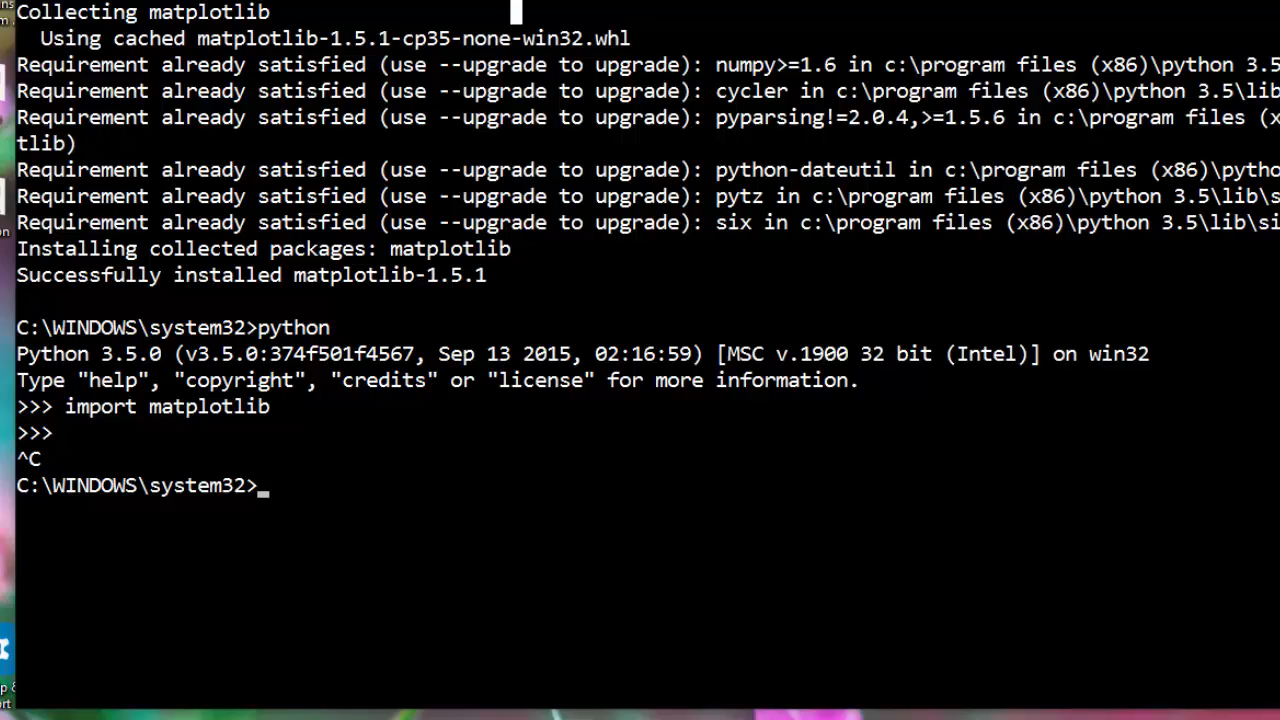 Collecting matplotlib
Using cached matplotlib-1.5.1-cp35-none-win32.whl
Requirement already satisfied (use --upgrade to upgrade): numpy>=1.6 in c:\program files (x86)\python 3.5
Requirement already satisfied (use --upgrade to upgrade): cycler in c:\program files (x86)\python 3.5\lib
Requirement already satisfied (use --upgrade to upgrade): pyparsing!=2.0.4,>=1.5.6 in c:\program files (x
tlib)
Requirement already satisfied (use --upgrade to upgrade): python-dateutil in c:\program files (x86)\pytho
Requirement already satisfied (use --upgrade to upgrade): pytz in c:\program files (x86)\python 3.5\lib\s
Requirement already satisfied (use --upgrade to upgrade): six in c:\program files (x86)\python 3.5\lib\si
Installing collected packages: matplotlib
Successfully installed matplotlib-1.5.1
C:\WINDOWS\system32>python
Python 3.5.0 (v3.5.0:374f501f4567, Sep 13 2015, 02:16:59) [MSC v.1900 32 bit (Intel)] on win32
Type "help", "copyright", "credits" or "license" for more information.
>>> import matplotlib
>>>
^C
C:\WINDOWS\system32>